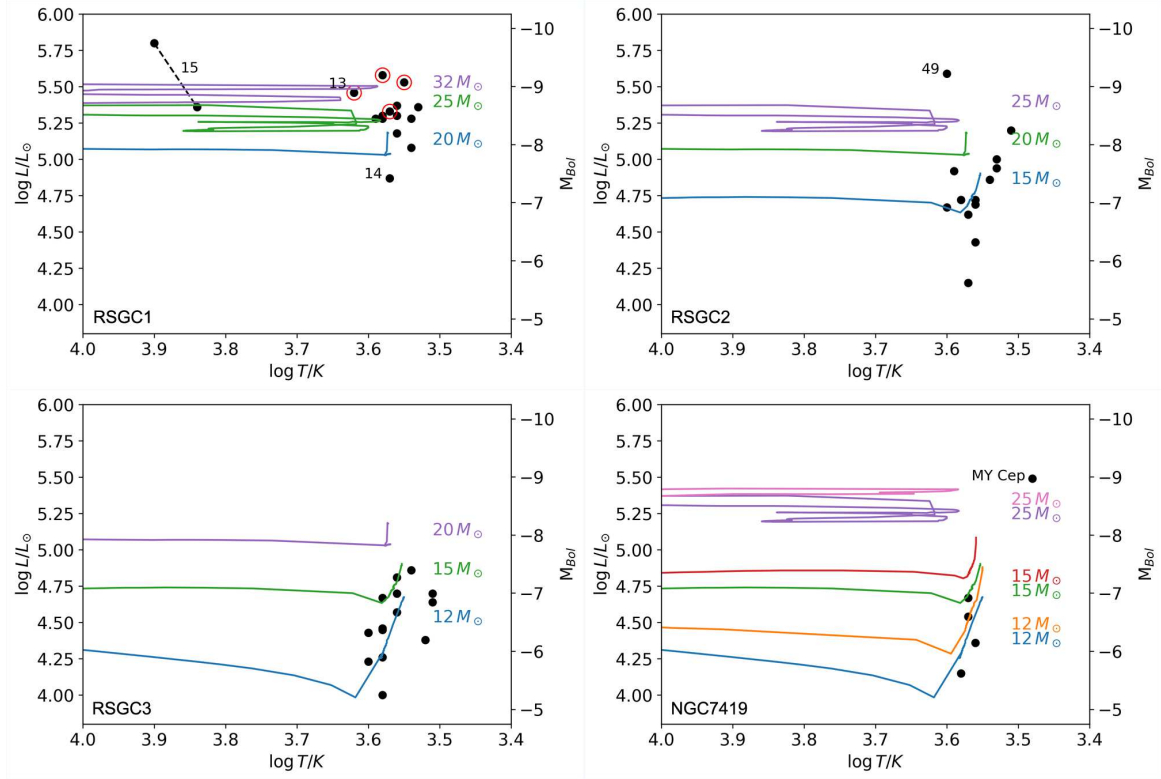 6.00
5.75
5.50
5.25
5.00
4.75
4.50
4.25
4.00
log L/L⊙
4.0 3.9 3.8 3.7 3.6 3.5 3.4
log T/K
−10
−9
−8
−7
−6
−5
M_Bol
15
13
14
32 M⊙
25 M⊙
20 M⊙
RSGC1
6.00
5.75
5.50
5.25
5.00
4.75
4.50
4.25
4.00
log L/L⊙
4.0 3.9 3.8 3.7 3.6 3.5 3.4
log T/K
−10
−9
−8
−7
−6
−5
M_Bol
49
25 M⊙
20 M⊙
15 M⊙
RSGC2
6.00
5.75
5.50
5.25
5.00
4.75
4.50
4.25
4.00
log L/L⊙
4.0 3.9 3.8 3.7 3.6 3.5 3.4
log T/K
−10
−9
−8
−7
−6
−5
M_Bol
20 M⊙
15 M⊙
12 M⊙
RSGC3
6.00
5.75
5.50
5.25
5.00
4.75
4.50
4.25
4.00
log L/L⊙
4.0 3.9 3.8 3.7 3.6 3.5 3.4
log T/K
−10
−9
−8
−7
−6
−5
M_Bol
MY Cep
25 M⊙
25 M⊙
15 M⊙
15 M⊙
12 M⊙
12 M⊙
NGC7419